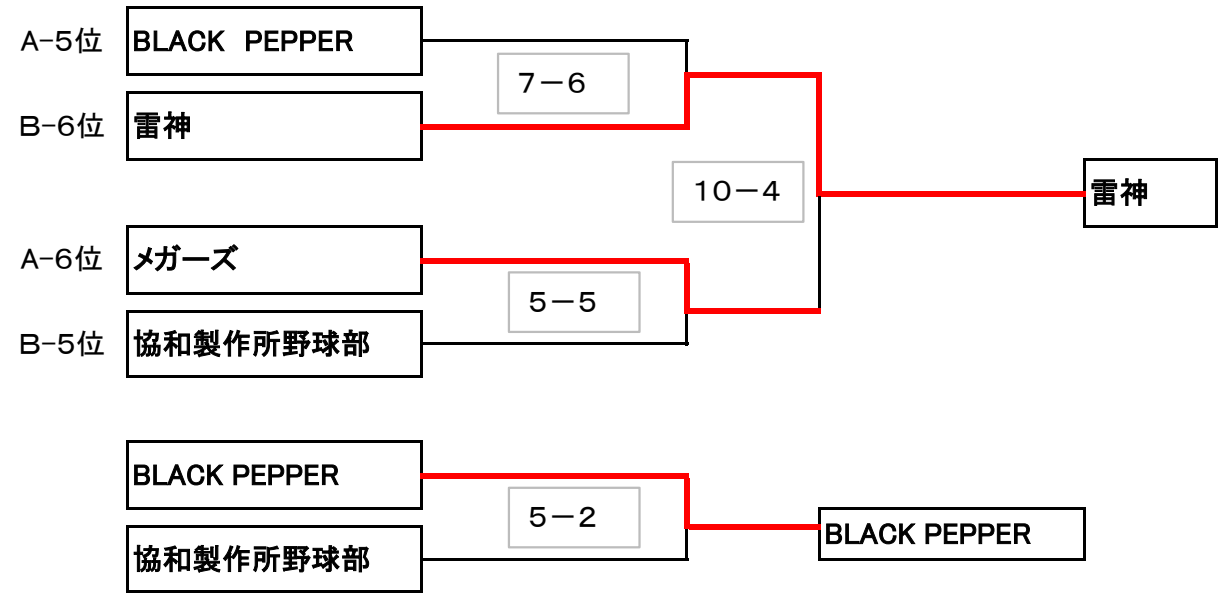 A-5位 BLACK　PEPPER
7－6
B-6位 雷神
10－4
雷神
A-6位 メガーズ
5－5
B-5位 協和製作所野球部
BLACK PEPPER
5－2
BLACK PEPPER
協和製作所野球部